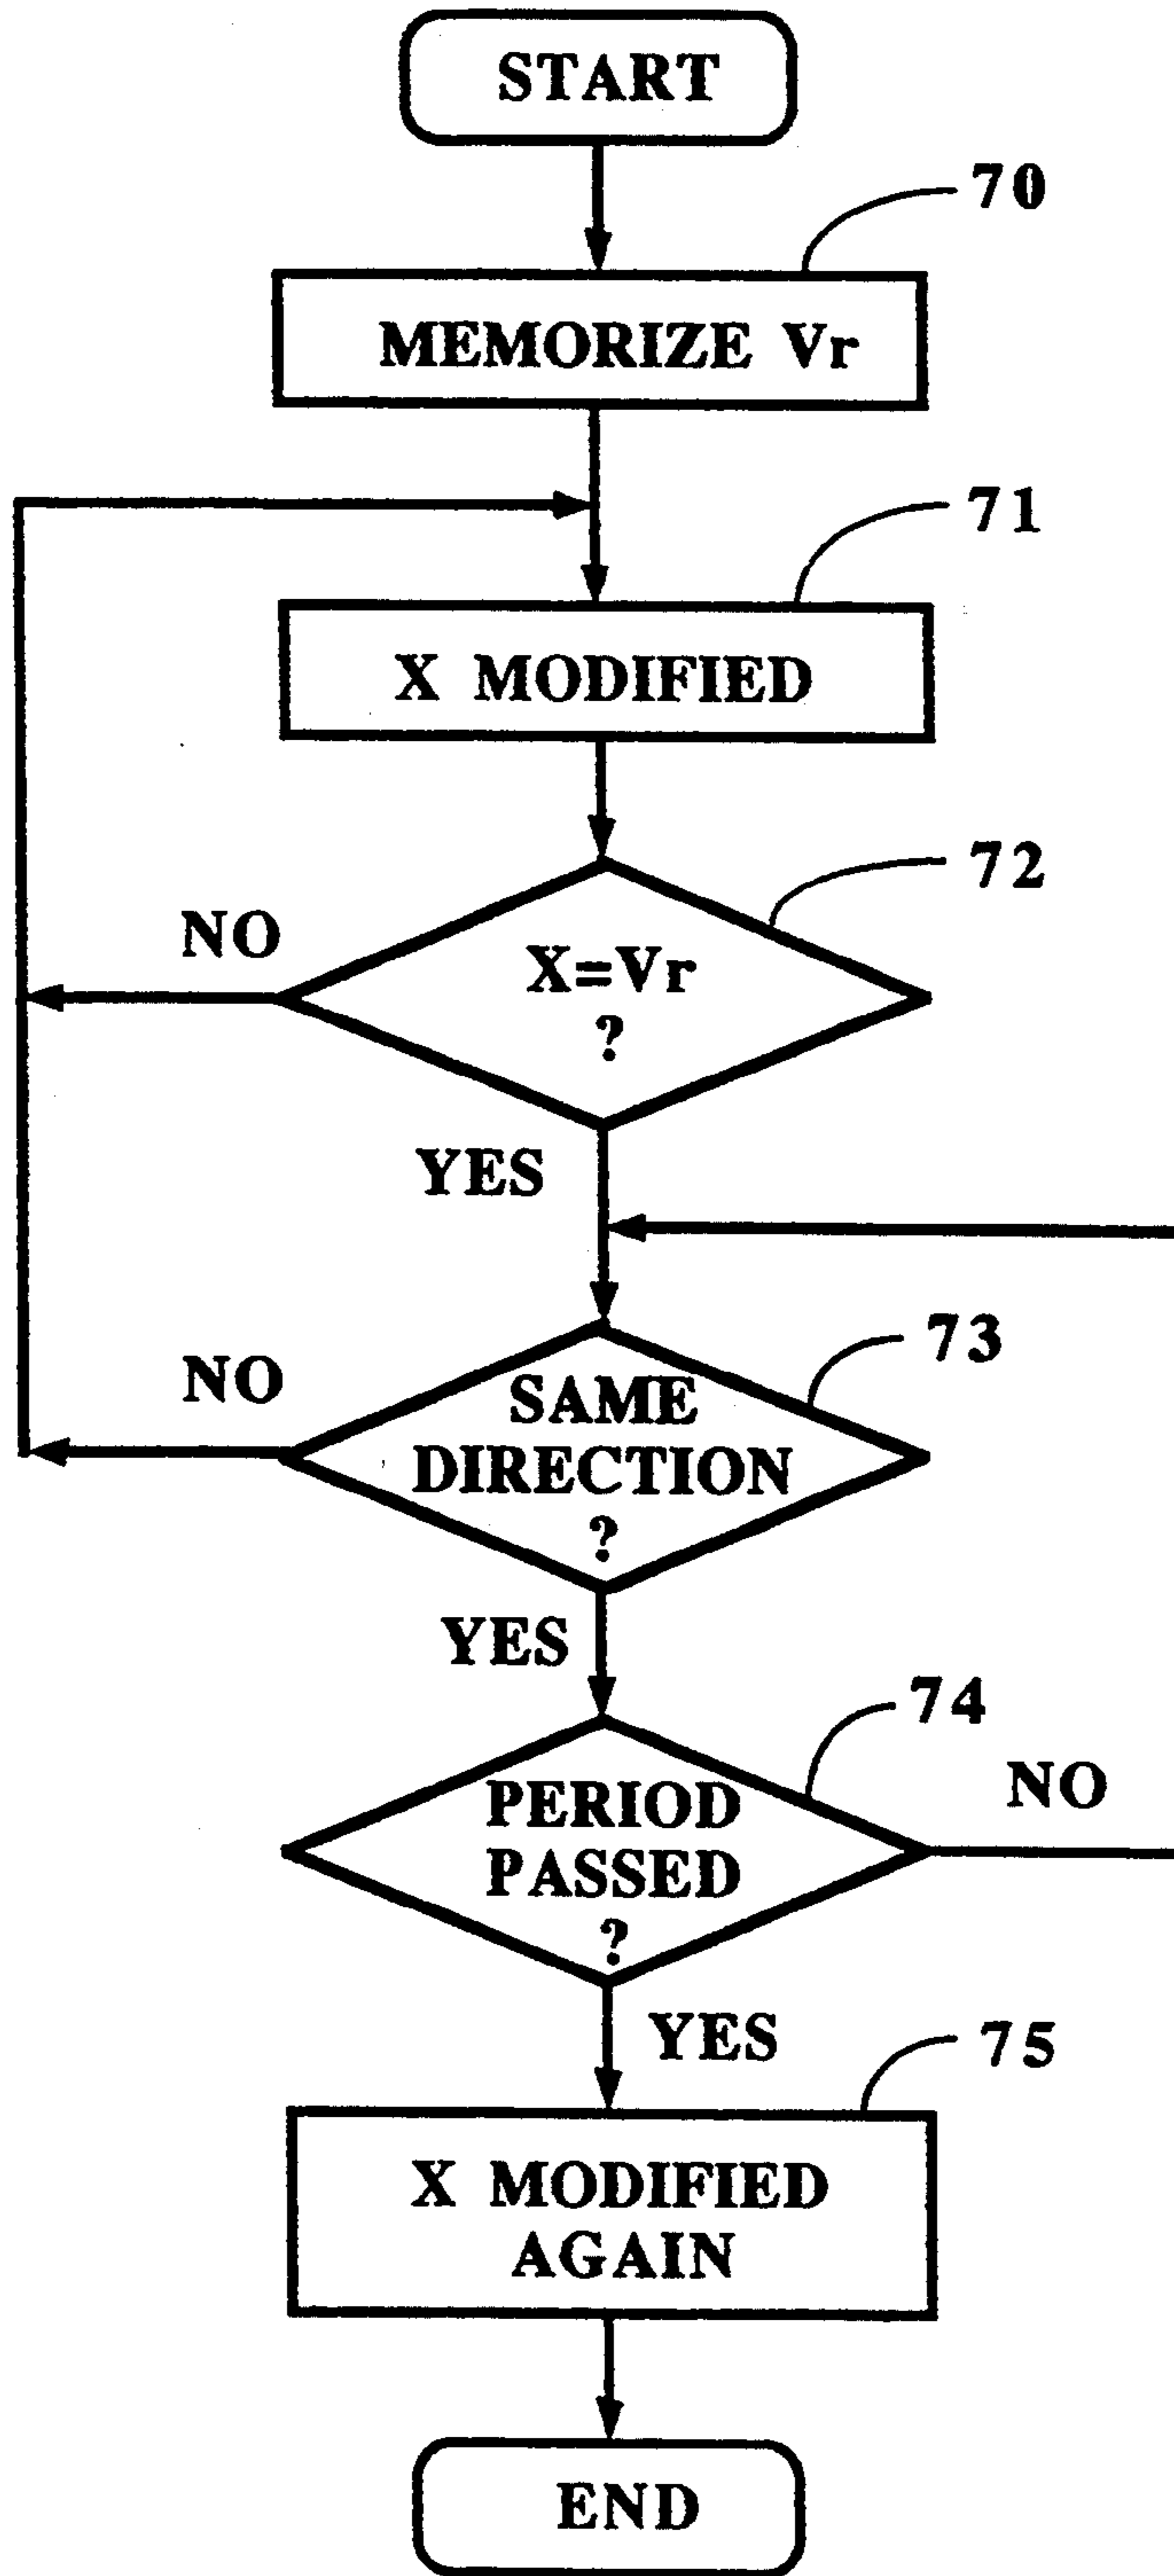 START
70
MEMORIZE Vr
71
X MODIFIED
72
NO
X=Vr
?
YES
73
NO
SAME
DIRECTION
?
YES
74
NO
PERIOD
PASSED
?
YES
75
X MODIFIED
AGAIN
END